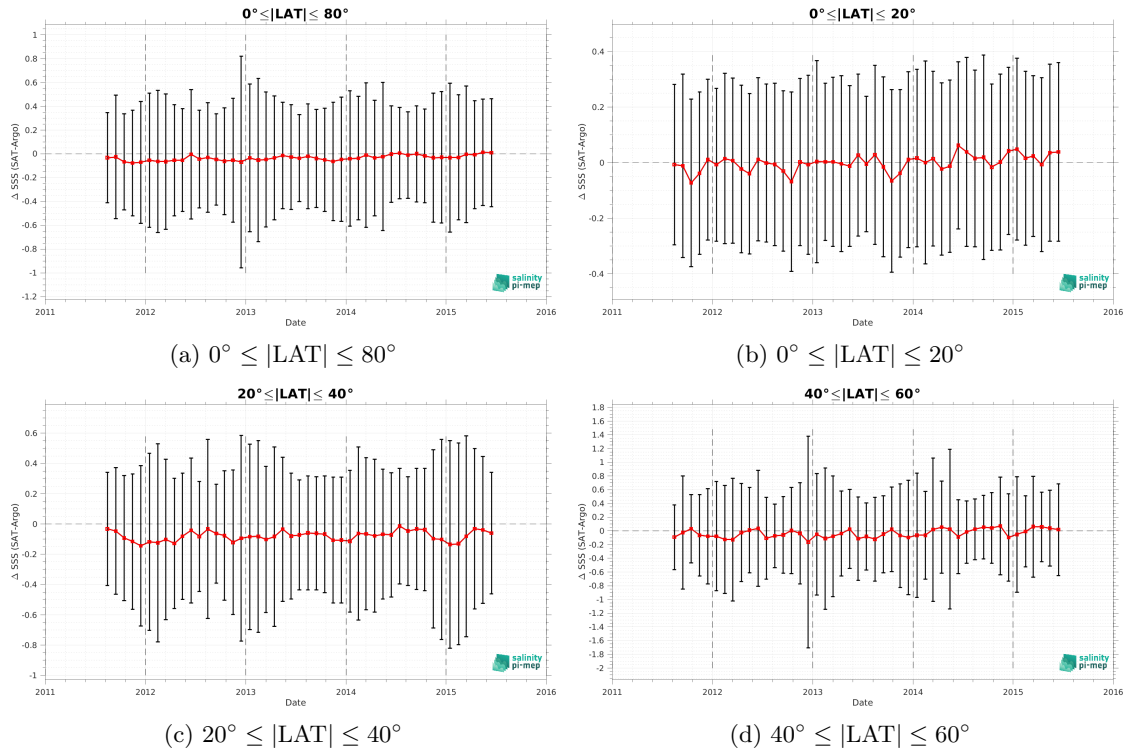 0°≤|LAT|≤ 80°
1
0.8
0.6
0.4
0.2
0
-0.2
-0.4
-0.6
-0.8
-1
-1.2
Δ SSS (SAT-Argo)
2011
2012
2013
2014
2015
2016
Date
salinity
pi-mep
(a) 0° ≤ |LAT| ≤ 80°
0°≤|LAT|≤ 20°
0.4
0.2
0
-0.2
-0.4
Δ SSS (SAT-Argo)
2011
2012
2013
2014
2015
2016
Date
salinity
pi-mep
(b) 0° ≤ |LAT| ≤ 20°
20°≤|LAT|≤ 40°
0.6
0.4
0.2
0
-0.2
-0.4
-0.6
-0.8
-1
Δ SSS (SAT-Argo)
2011
2012
2013
2014
2015
2016
Date
salinity
pi-mep
(c) 20° ≤ |LAT| ≤ 40°
40°≤|LAT|≤ 60°
1.8
1.6
1.4
1.2
1
0.8
0.6
0.4
0.2
0
-0.2
-0.4
-0.6
-0.8
-1
-1.2
-1.4
-1.6
-1.8
-2
Δ SSS (SAT-Argo)
2011
2012
2013
2014
2015
2016
Date
salinity
pi-mep
(d) 40° ≤ |LAT| ≤ 60°